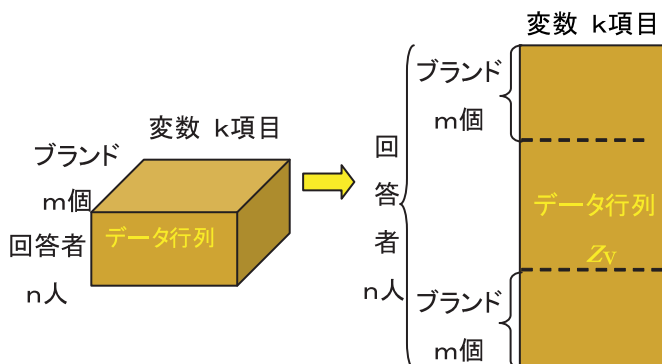 変数 k項目
ブランド
m個
回答者
n人
データ行列
変数 k項目
ブランド
m個
回
答
者
n人
データ行列
Zv
ブランド
m個